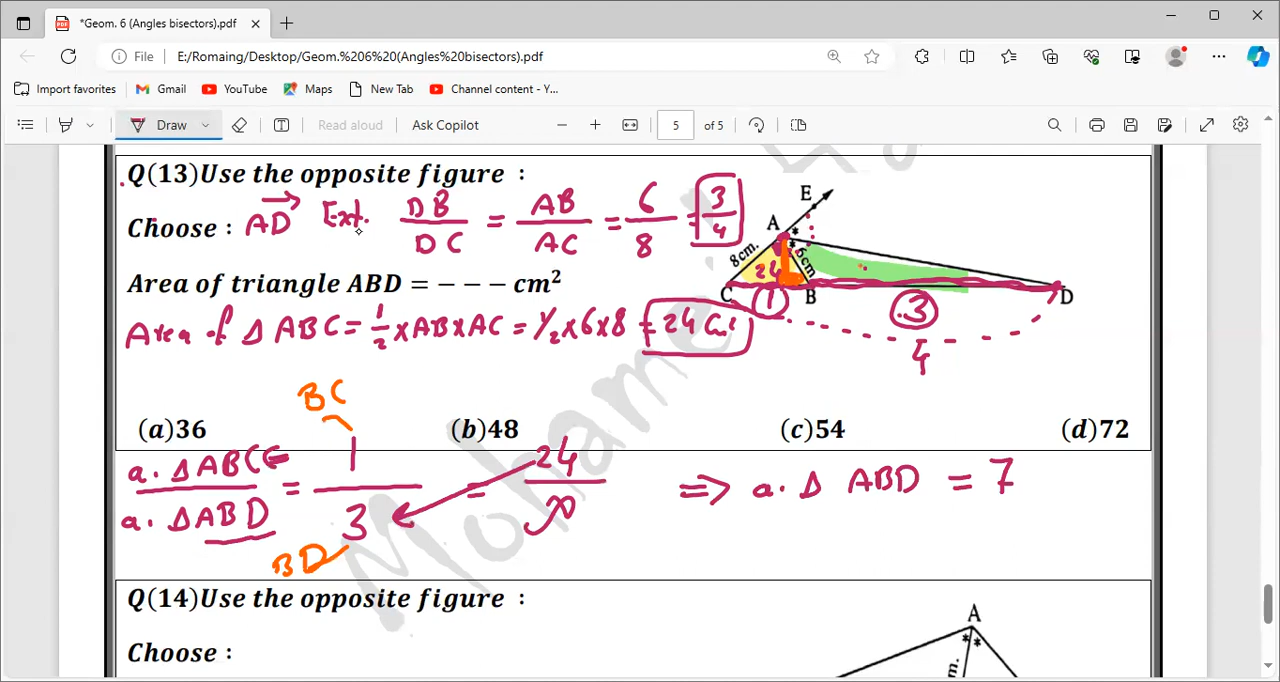 *Geom. 6 (Angles bisectors).pdf
File E:/Romaing/Desktop/Geom.%206%20(Angles%20bisectors).pdf
Import favorites Gmail YouTube Maps New Tab Channel content - Y...
Draw Read aloud Ask Copilot 5 of 5
Q(13)Use the opposite figure :
Choose : AD Ext. DB/DC = AB/AC = 6/8 = 3/4
Area of triangle ABD = - - - cm²
Area of Δ ABC = 1/2 × AB × AC = 1/2 × 6 × 8 = 24
E
A
8cm.
6cm
24
C
B
D
1
3
4
BC
(a)36 (b)48 (c)54 (d)72
a. Δ ABC / a. Δ ABD = 1/3 = 24/ => a. Δ ABD = 7
BD
Q(14)Use the opposite figure :
A
Choose :
m.
Mohame